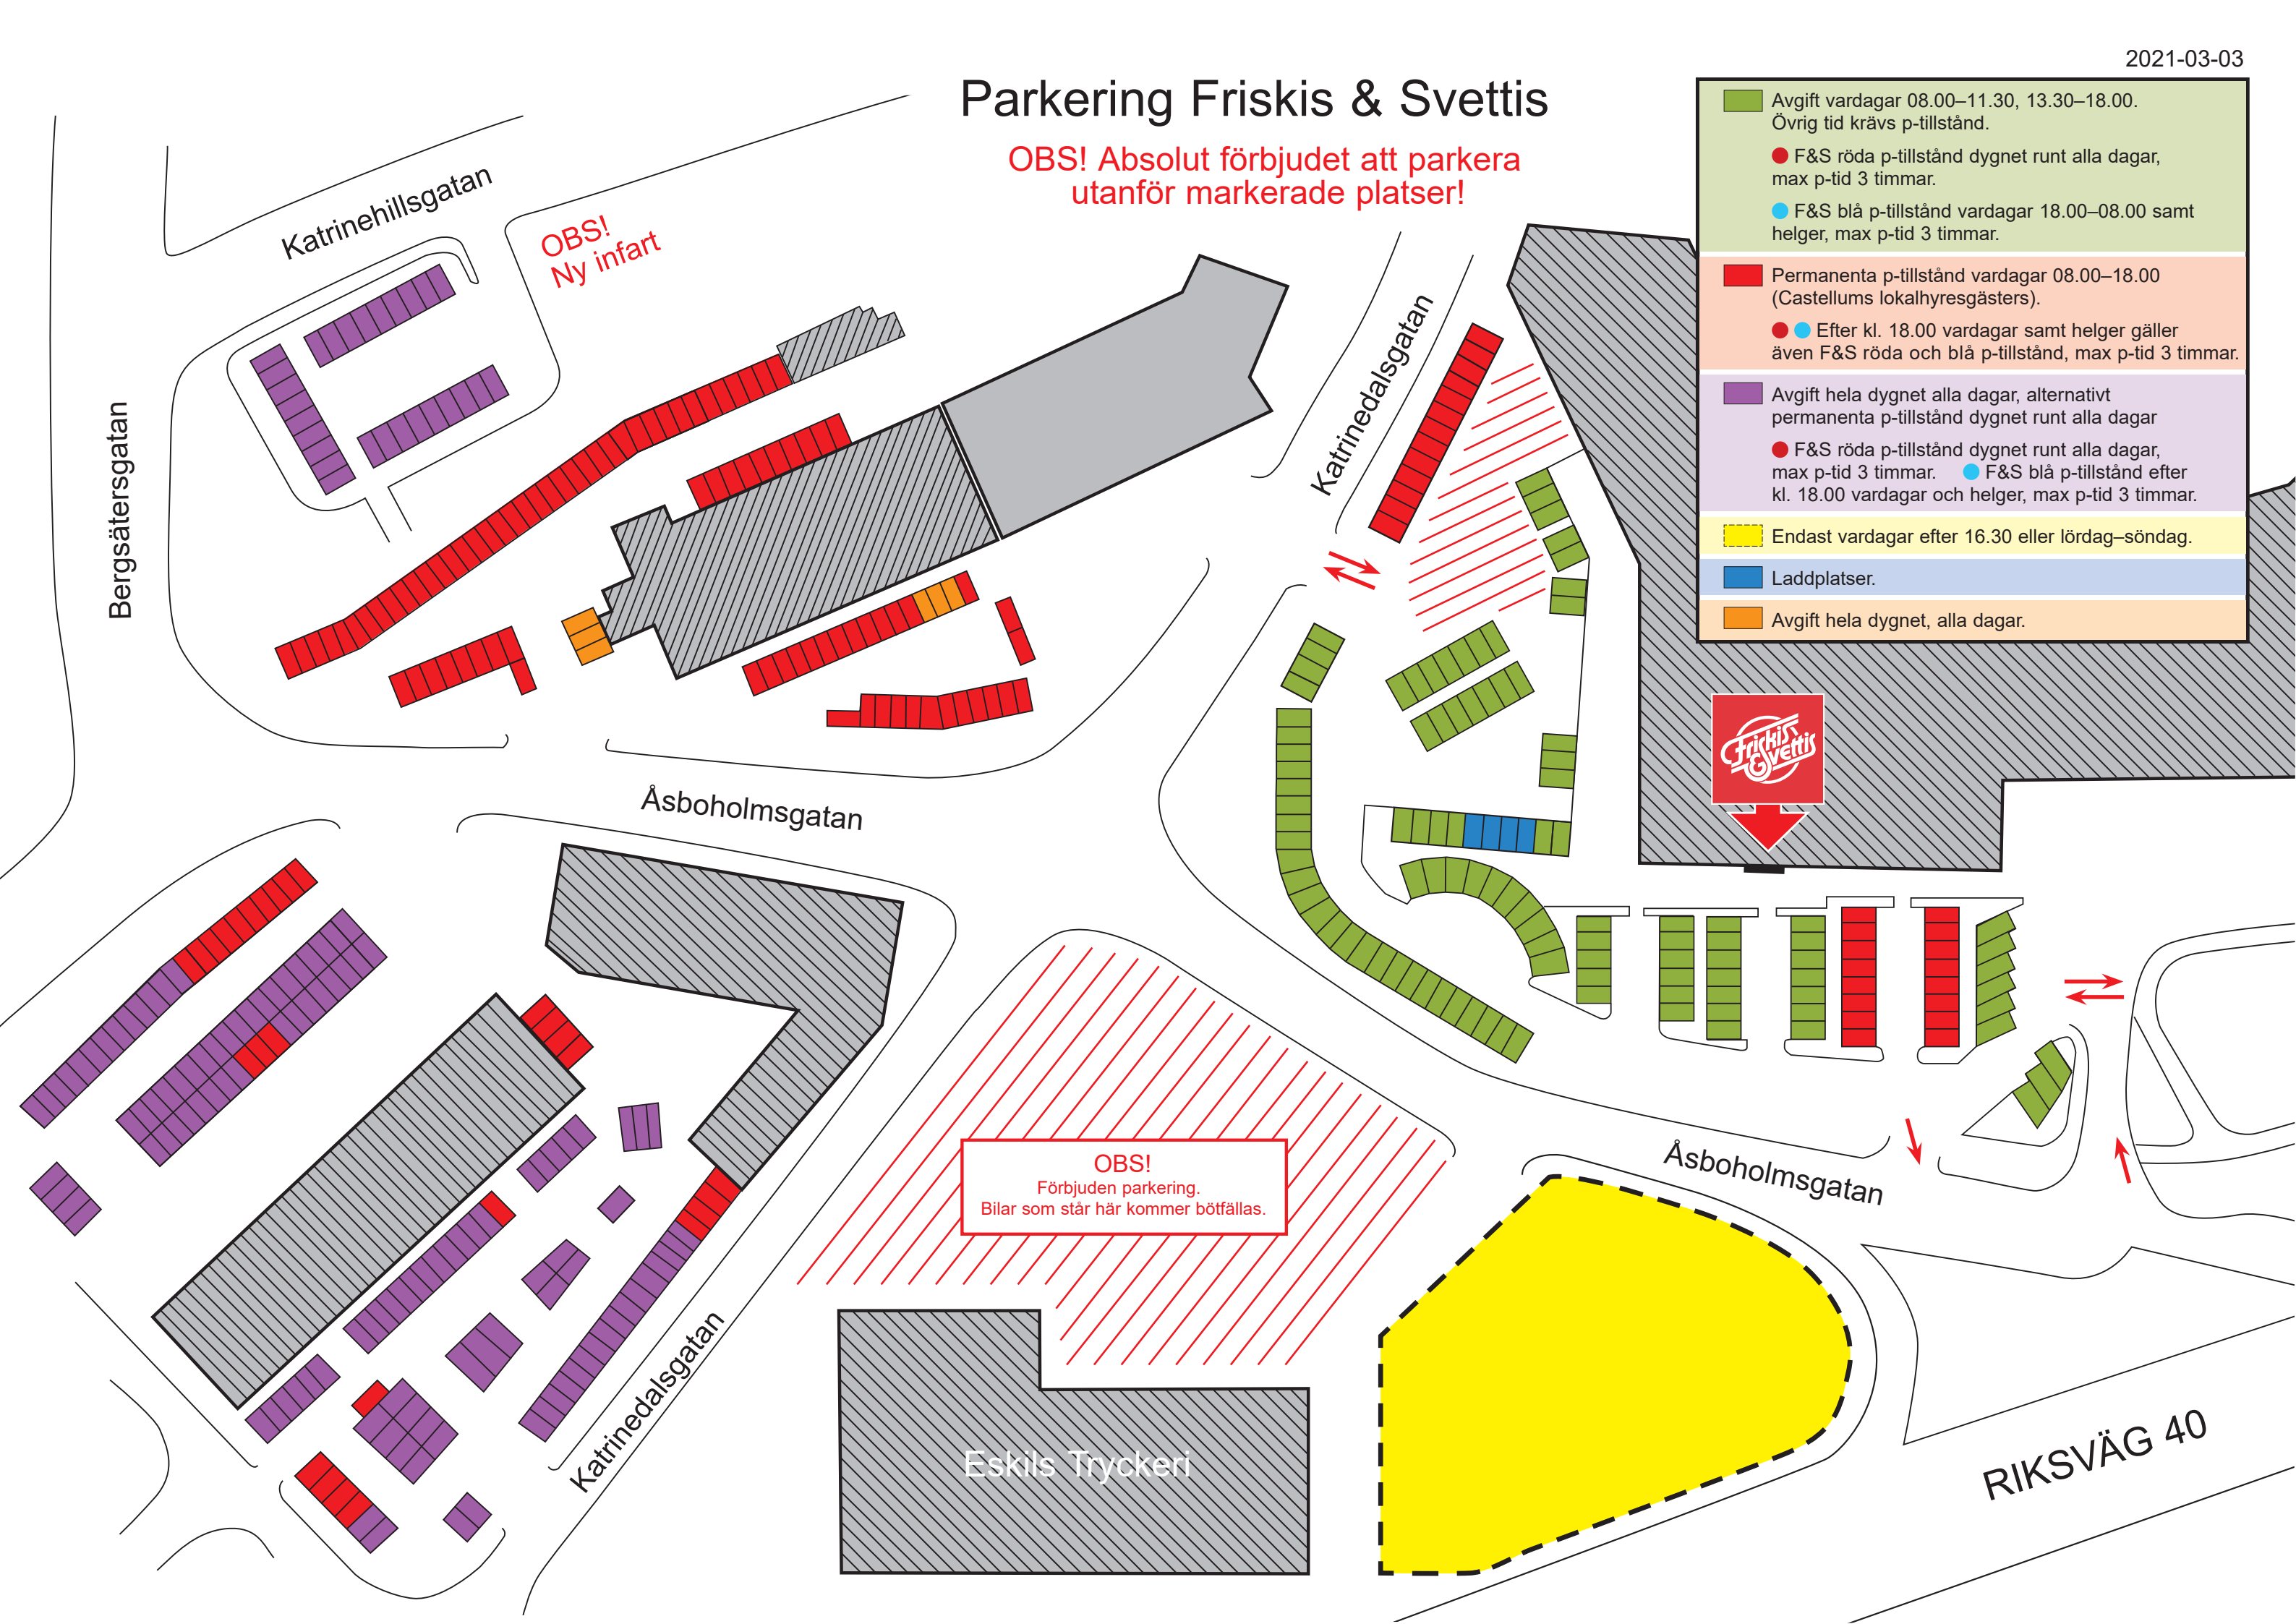 2021-03-03
Parkering Friskis & Svettis
OBS! Absolut förbjudet att parkera
utanför markerade platser!
Avgift vardagar 08.00–11.30, 13.30–18.00.
Övrig tid krävs p-tillstånd.
F&S röda p-tillstånd dygnet runt alla dagar,
max p-tid 3 timmar.
F&S blå p-tillstånd vardagar 18.00–08.00 samt
helger, max p-tid 3 timmar.
Permanenta p-tillstånd vardagar 08.00–18.00
(Castellums lokalhyresgästers).
Efter kl. 18.00 vardagar samt helger gäller
även F&S röda och blå p-tillstånd, max p-tid 3 timmar.
Avgift hela dygnet alla dagar, alternativt
permanenta p-tillstånd dygnet runt alla dagar
F&S röda p-tillstånd dygnet runt alla dagar,
max p-tid 3 timmar. F&S blå p-tillstånd efter
kl. 18.00 vardagar och helger, max p-tid 3 timmar.
Endast vardagar efter 16.30 eller lördag–söndag.
Laddplatser.
Avgift hela dygnet, alla dagar.
Katrinehillsgatan
OBS!
Ny infart
Bergsätersgatan
Katrinedalsgatan
Friskis
&Svettis
Åsboholmsgatan
OBS!
Förbjuden parkering.
Bilar som står här kommer bötfällas.
Åsboholmsgatan
Katrinedalsgatan
Eskils Tryckeri
RIKSVÄG 40